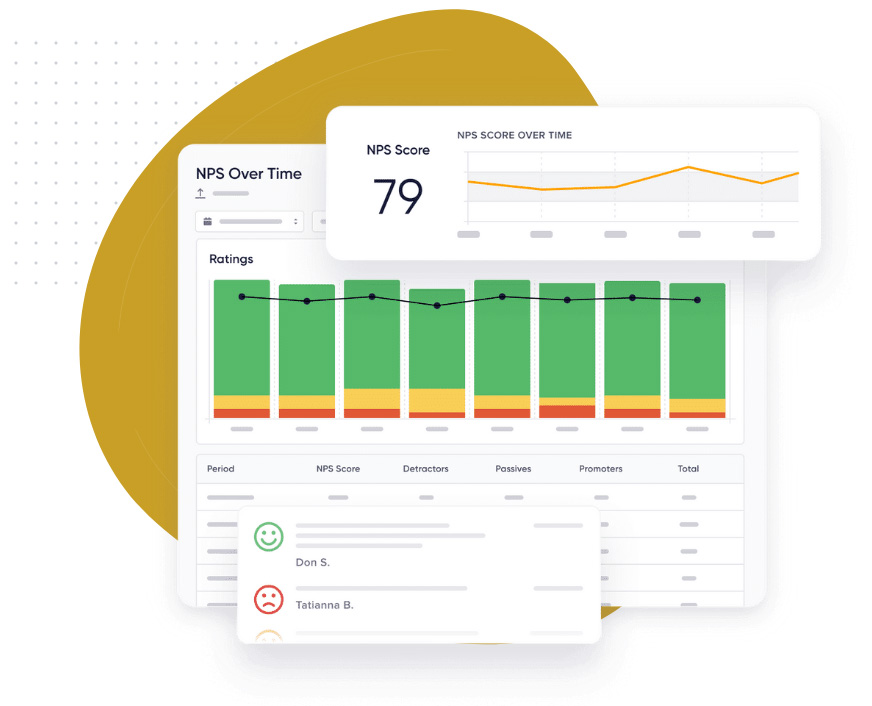 NPS Over Time
NPS Score
79
NPS SCORE OVER TIME
Ratings
Period NPS Score Detractors Passives Promoters Total
Don S.
Tatianna B.